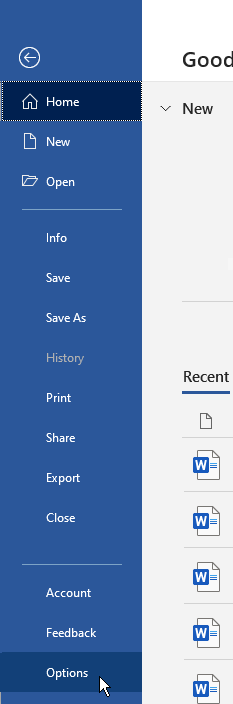 Good
Home
New
New
Open
Info
Save
Save As
History
Print
Recent
Share
Export
Close
Account
Feedback
Options
W
W
W
W
W